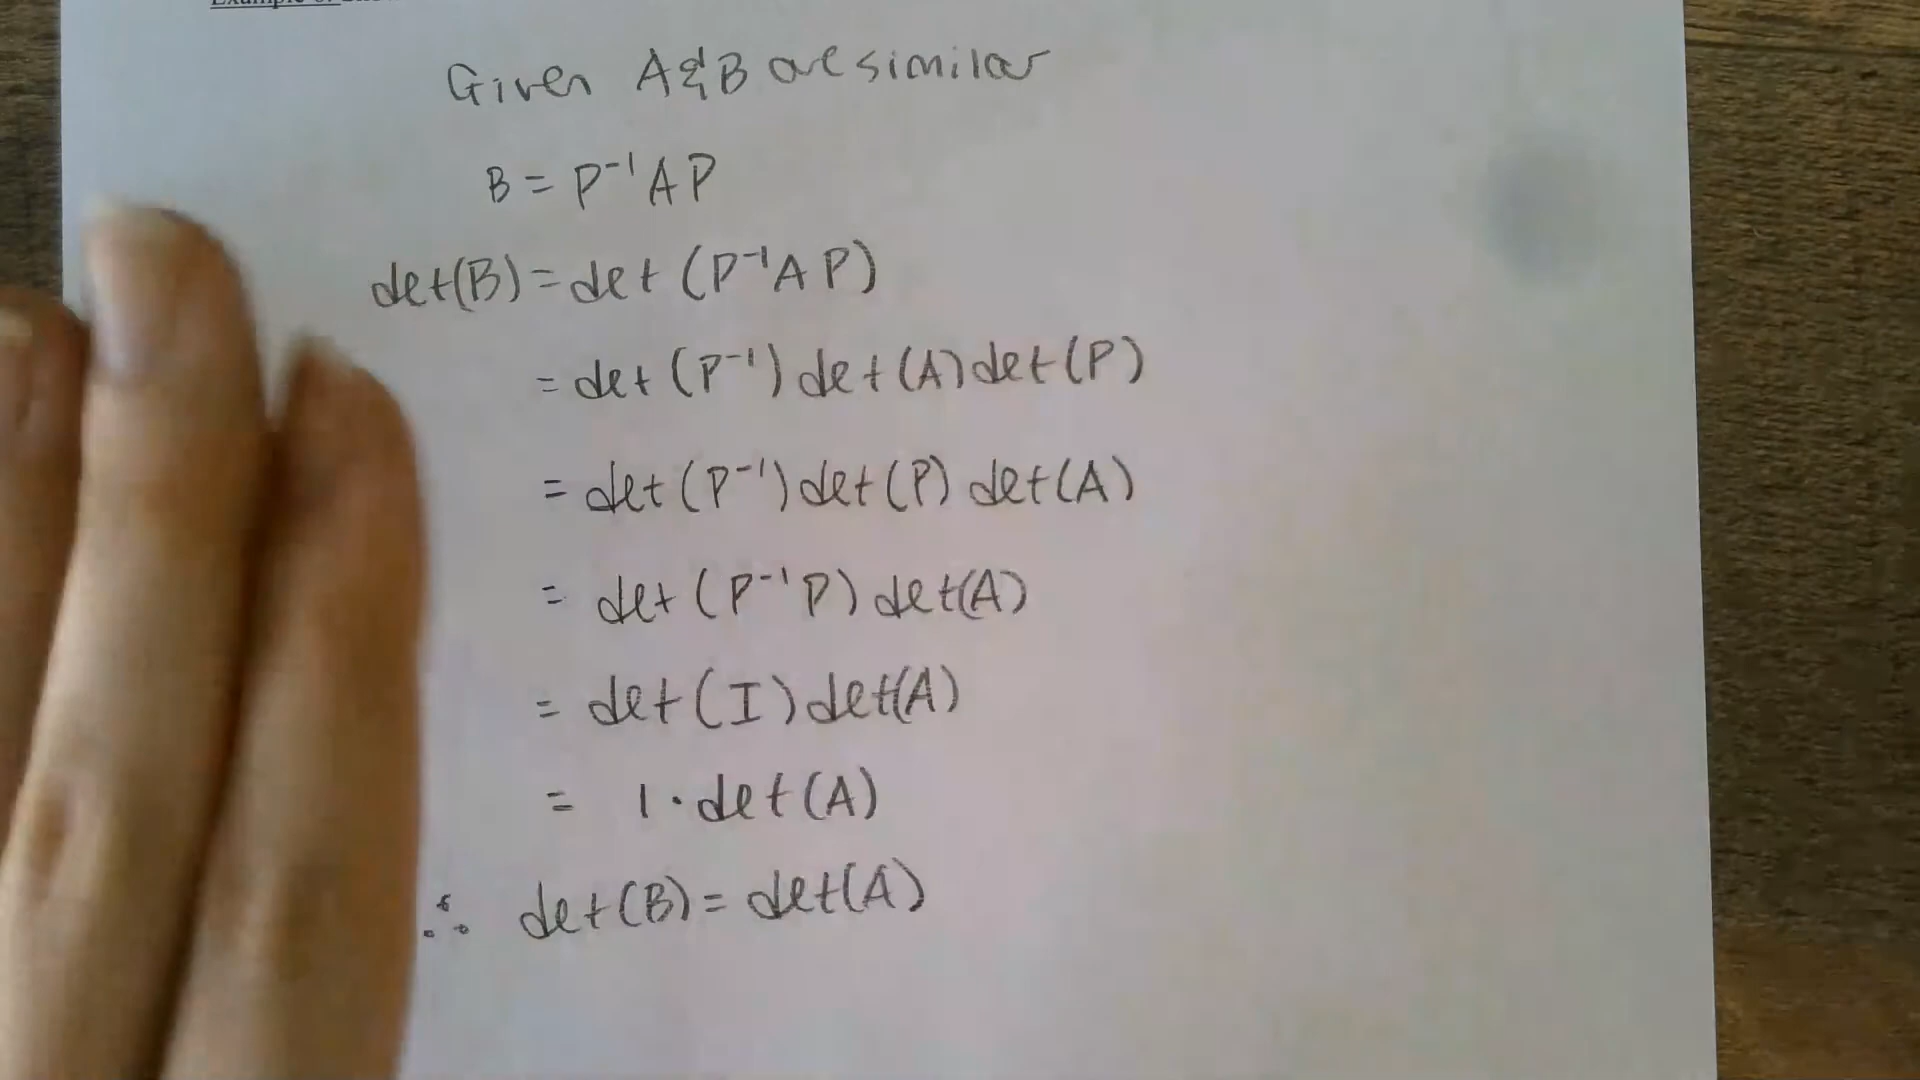 Given A & B are similar
B = P⁻¹AP
det(B) = det (P⁻¹AP)
= det (P⁻¹) det (A) det (P)
= det (P⁻¹) det (P) det (A)
= det (P⁻¹P) det(A)
= det (I) det(A)
= 1 · det (A)
∴ det(B) = det(A)